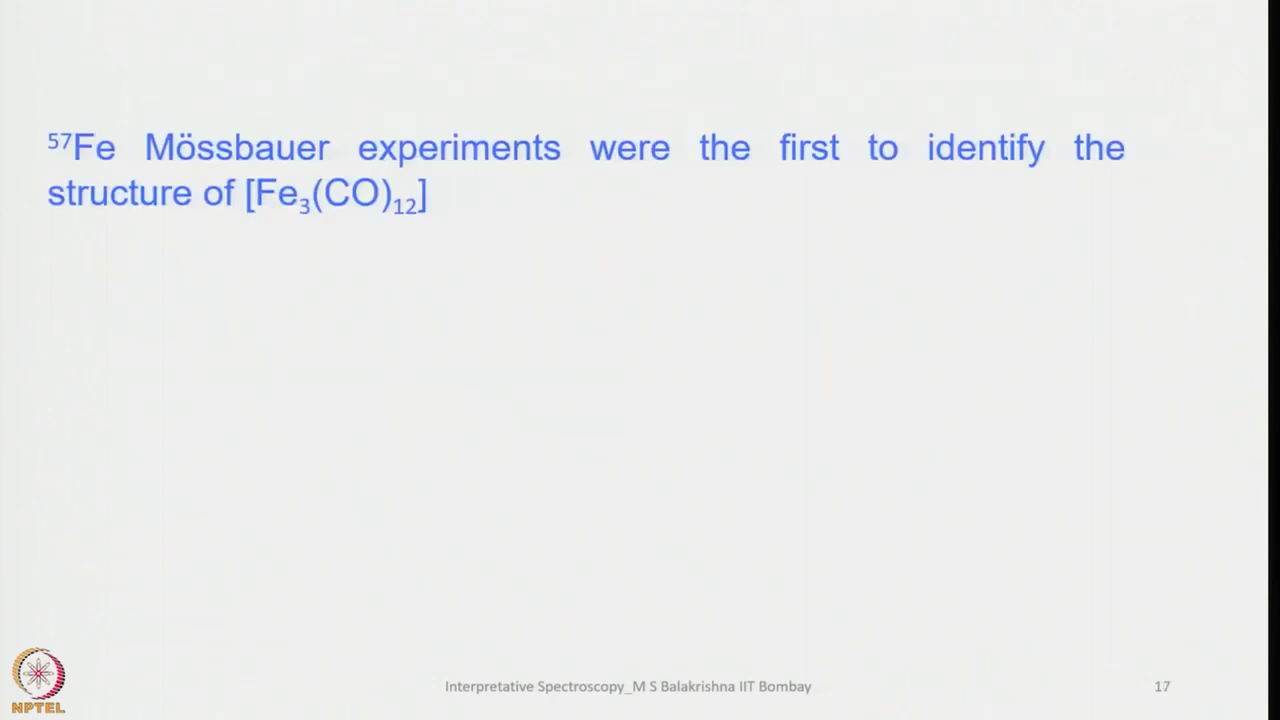 ⁵⁷Fe Mössbauer experiments were the first to identify the
structure of [Fe₃(CO)₁₂]
NPTEL
Interpretative Spectroscopy_M S Balakrishna IIT Bombay
17